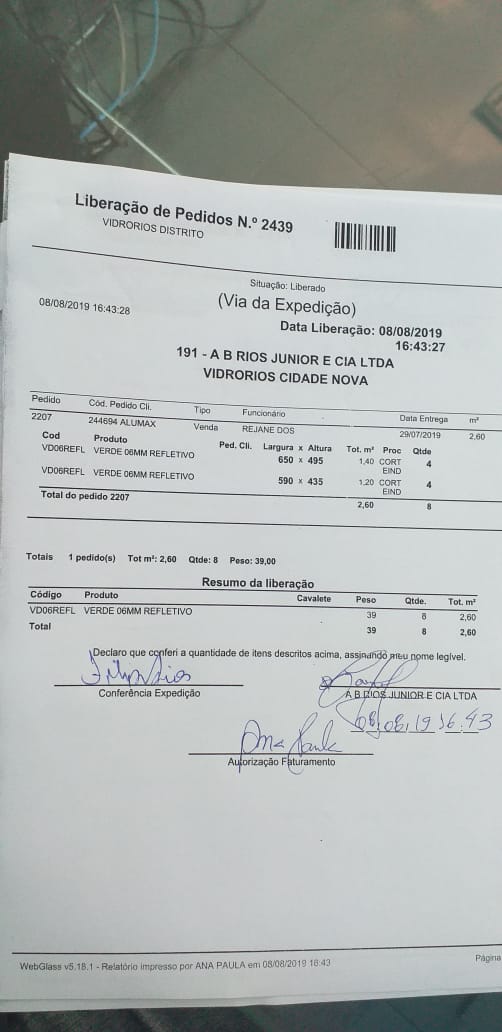 Liberação de Pedidos N.º 2439
VIDRORIOS DISTRITO
Situação: Liberado
08/08/2019 16:43:28
(Via da Expedição)
Data Liberação: 08/08/2019
16:43:27
191 - A B RIOS JUNIOR E CIA LTDA
VIDRORIOS CIDADE NOVA
Pedido Cód. Pedido Cli. Tipo Funcionário Data Entrega m²
2207 244694 ALUMAX Venda REJANE DOS 29/07/2019 2,60
Cod Produto Ped. Cli. Largura x Altura Tot. m² Proc Qtde
VD06REFL VERDE 06MM REFLETIVO 650 x 495 1,40 CORT 4
EIND
VD06REFL VERDE 06MM REFLETIVO 590 x 435 1,20 CORT 4
EIND
Total do pedido 2207 2,60 8
Totais 1 pedido(s) Tot m²: 2,60 Qtde: 8 Peso: 39,00
Resumo da liberação
Código Produto Cavalete Peso Qtde. Tot. m²
VD06REFL VERDE 06MM REFLETIVO 39 8 2,60
Total 39 8 2,60
Declaro que conferi a quantidade de itens descritos acima, assinando meu nome legível.
Conferência Expedição
A B RIOS JUNIOR E CIA LTDA
08,08,19 16:43
Ana Paula
Autorização Faturamento
WebGlass v5.18.1 - Relatório impresso por ANA PAULA em 08/08/2019 16:43
Página